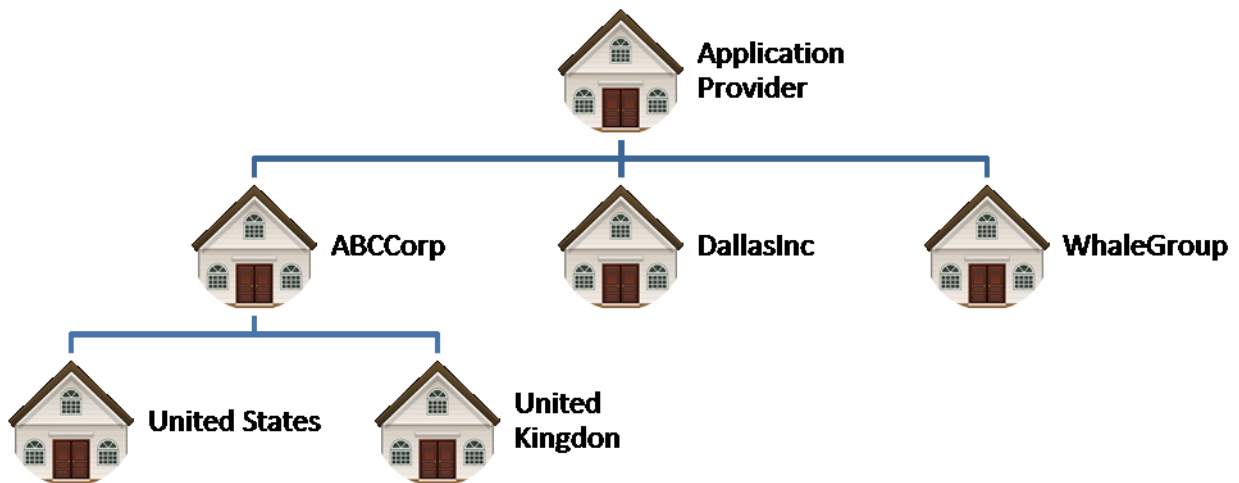 Application
Provider
ABCCorp
DallasInc
WhaleGroup
United States
United
Kingdon